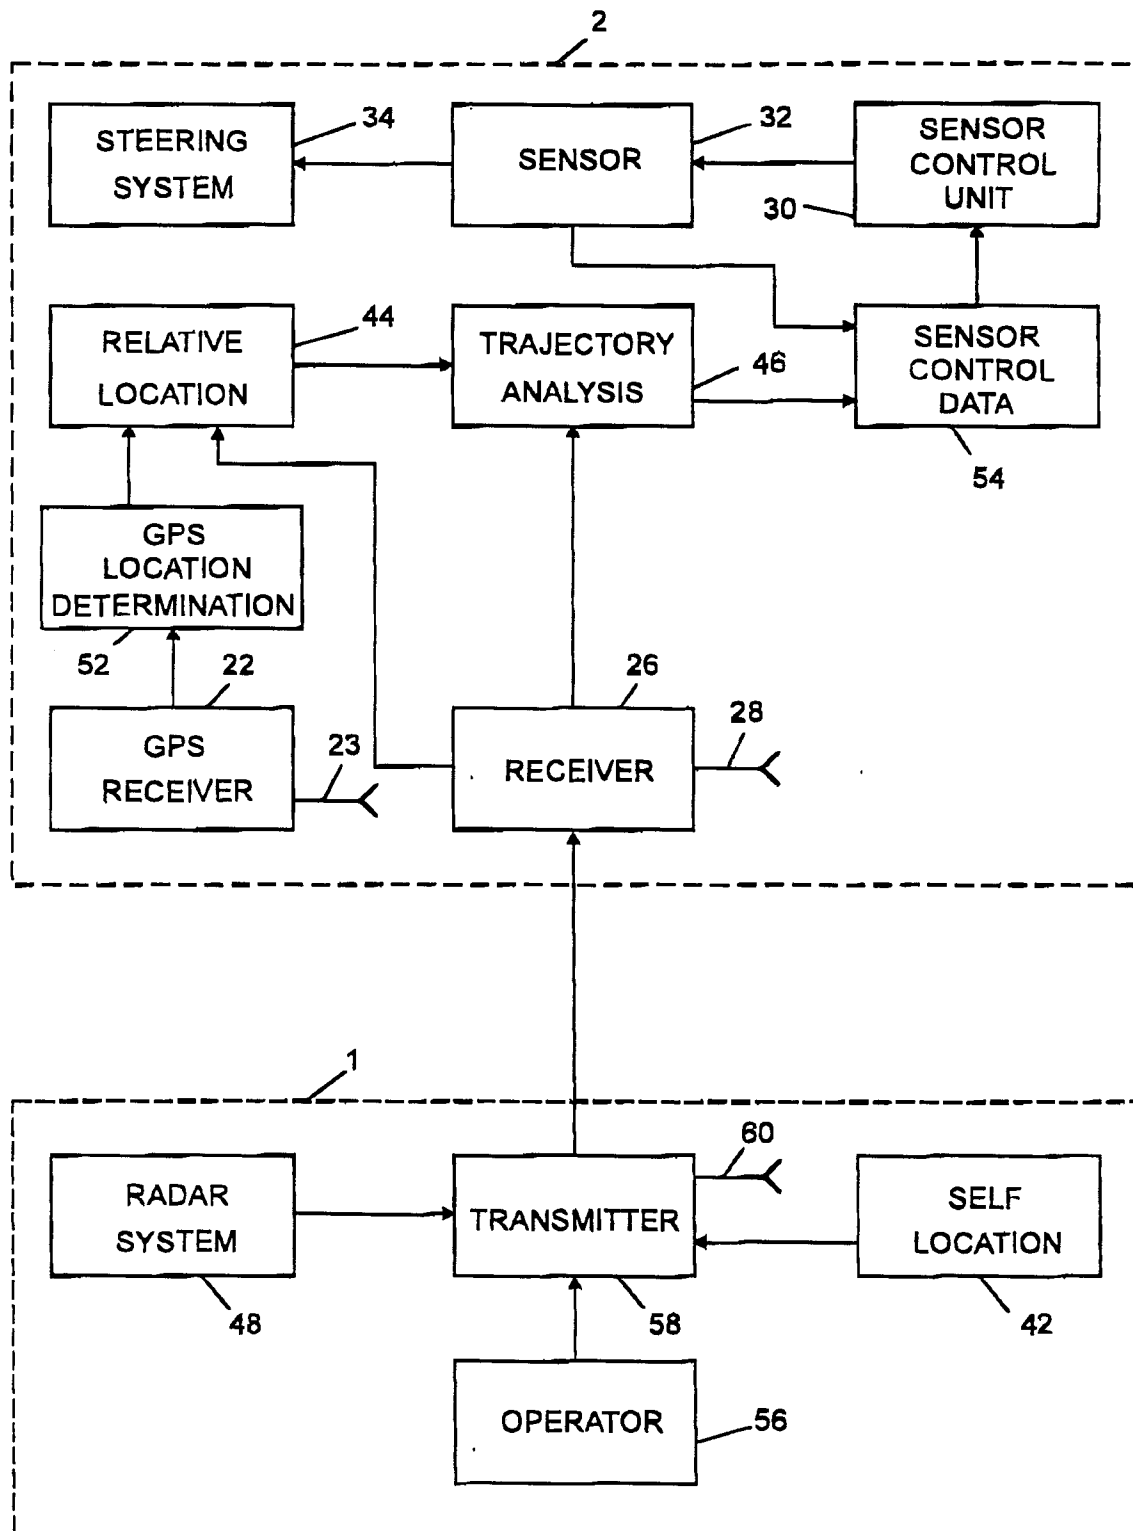 2
STEERING
SYSTEM
34
SENSOR
32
SENSOR
CONTROL
UNIT
30
RELATIVE
LOCATION
44
TRAJECTORY
ANALYSIS
46
SENSOR
CONTROL
DATA
54
GPS
LOCATION
DETERMINATION
52
22
GPS
RECEIVER
23
26
RECEIVER
28
1
RADAR
SYSTEM
48
TRANSMITTER
60
58
SELF
LOCATION
42
OPERATOR
56